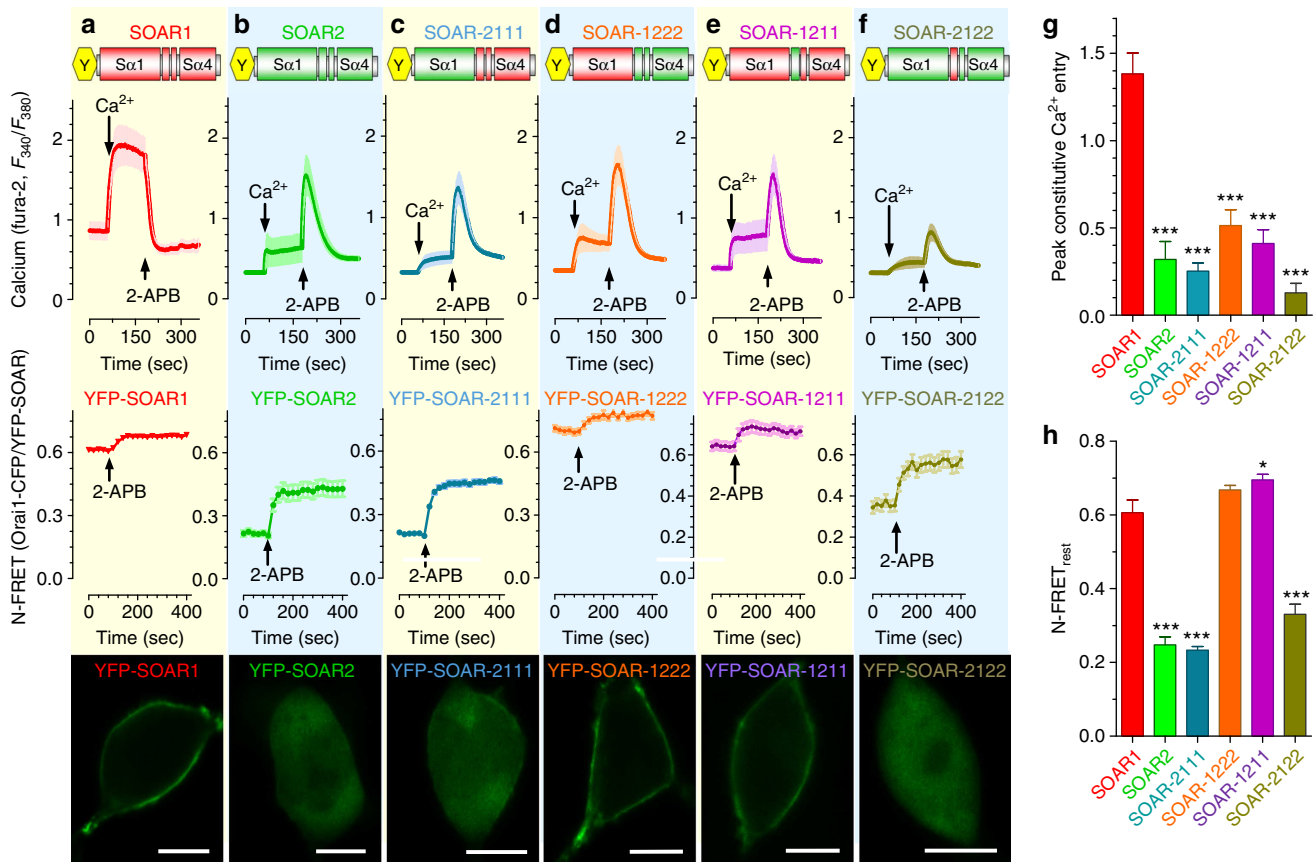 a
SOAR1
b
SOAR2
c
SOAR-2111
d
SOAR-1222
e
SOAR-1211
f
SOAR-2122
Y Sα1 Sα4
Y Sα1 Sα4
Y Sα1 Sα4
Y Sα1 Sα4
Y Sα1 Sα4
Y Sα1 Sα4
Calcium (fura-2, F340/F380)
2
1
0
Ca2+
2-APB
0 150 300
Time (sec)
2
1
0
Ca2+
2-APB
0 150 300
Time (sec)
2
1
0
Ca2+
2-APB
0 150 300
Time (sec)
2
1
0
Ca2+
2-APB
0 150 300
Time (sec)
2
1
0
Ca2+
2-APB
0 150 300
Time (sec)
2
1
0
Ca2+
2-APB
0 150 300
Time (sec)
N-FRET (Orai1-CFP/YFP-SOAR)
YFP-SOAR1
0.6
0.3
0.0
2-APB
0 200 400
Time (sec)
YFP-SOAR2
0.6
0.3
0.0
2-APB
0 200 400
Time (sec)
YFP-SOAR-2111
0.6
0.3
0.0
2-APB
0 200 400
Time (sec)
YFP-SOAR-1222
0.6
0.4
0.2
0.0
2-APB
0 200 400
Time (sec)
YFP-SOAR-1211
0.6
0.4
0.2
0.0
2-APB
0 200 400
Time (sec)
YFP-SOAR-2122
0.6
0.4
0.2
0.0
2-APB
0 200 400
Time (sec)
YFP-SOAR1
YFP-SOAR2
YFP-SOAR-2111
YFP-SOAR-1222
YFP-SOAR-1211
YFP-SOAR-2122
g
Peak constitutive Ca2+ entry
1.5
1.0
0.5
0.0
***
***
***
***
***
SOAR1
SOAR2
SOAR-2111
SOAR-1222
SOAR-1211
SOAR-2122
h
N-FRETrest
0.8
0.6
0.4
0.2
0.0
***
***
*
***
SOAR1
SOAR2
SOAR-2111
SOAR-1222
SOAR-1211
SOAR-2122